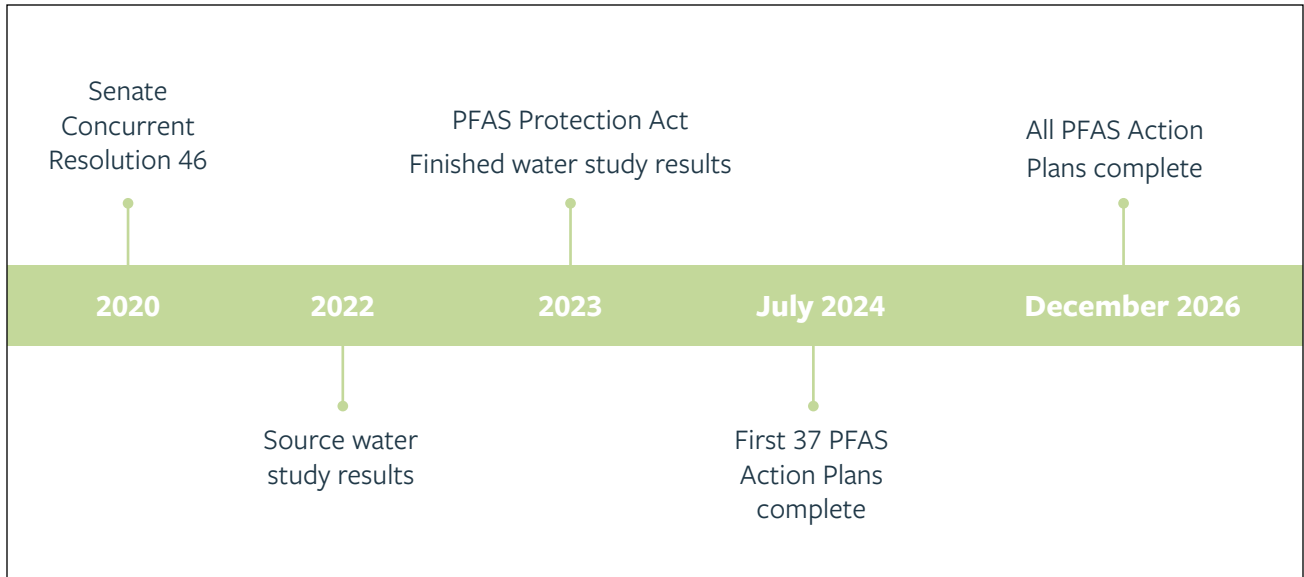 Senate
Concurrent
Resolution 46
PFAS Protection Act
Finished water study results
All PFAS Action
Plans complete
2020
2022
2023
July 2024
December 2026
Source water
study results
First 37 PFAS
Action Plans
complete